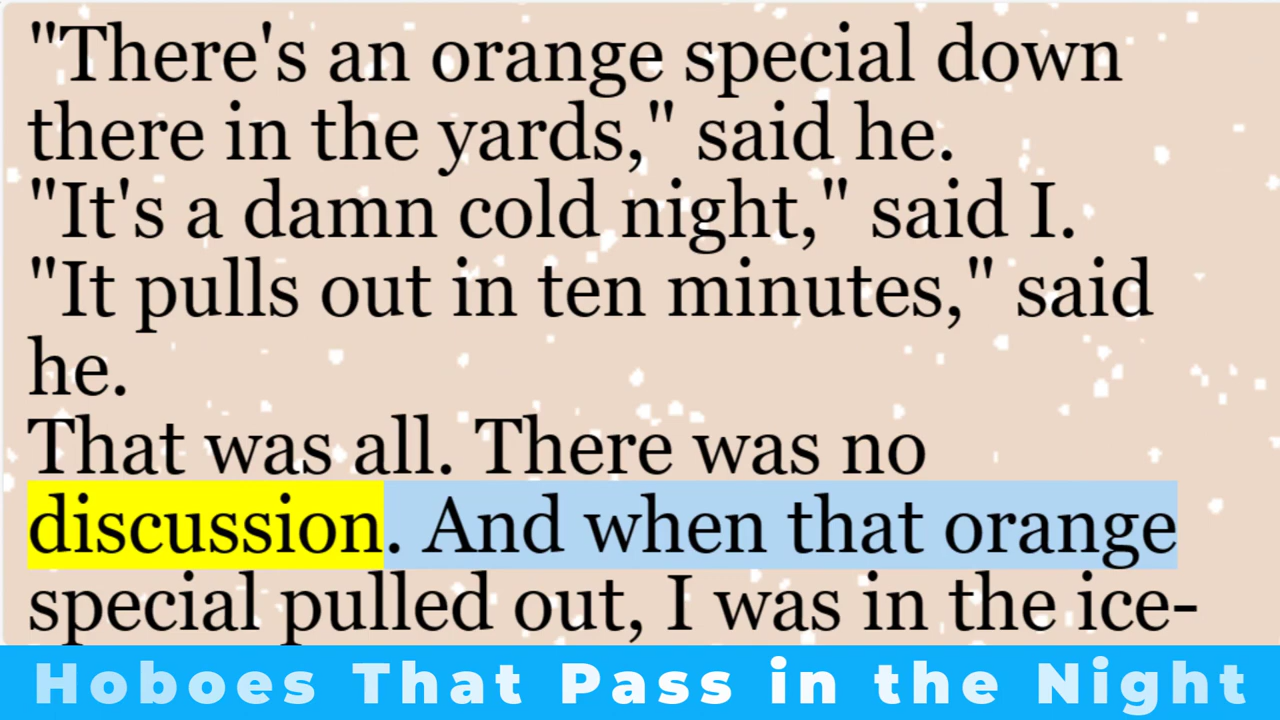 "There's an orange special down
there in the yards," said he.
"It's a damn cold night," said I.
"It pulls out in ten minutes," said
he.
That was all. There was no
discussion. And when that orange
special pulled out, I was in the ice-
Hoboes That Pass in the Night